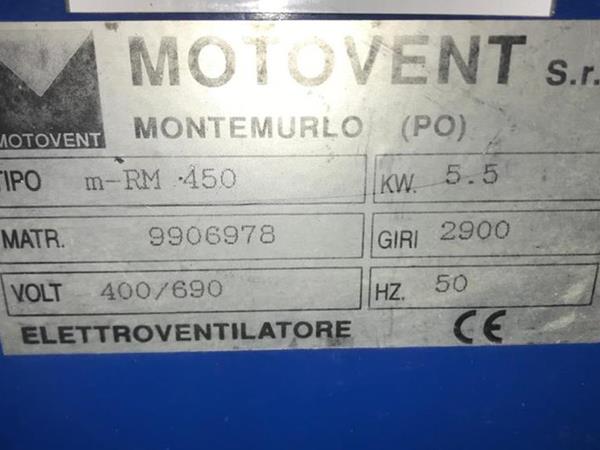 MOTOVENT S.r.
MOTOVENT
MONTEMURLO (PO)
TIPO m-RM 450 KW. 5.5
MATR. 9906978 GIRI 2900
VOLT 400/690 HZ. 50
ELETTROVENTILATORE CE